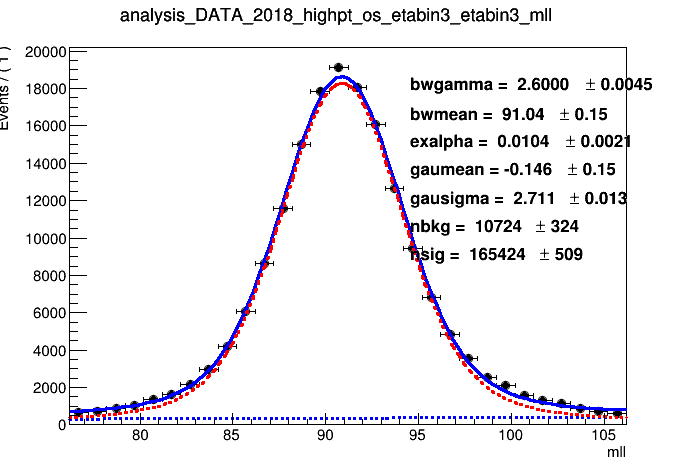 analysis_DATA_2018_highpt_os_etabin3_etabin3_mll
Events / ( 1 )
20000
18000
16000
14000
12000
10000
8000
6000
4000
2000
0
bwgamma = 2.6000 ± 0.0045
bwmean = 91.04 ± 0.15
exalpha = 0.0104 ± 0.0021
gaumean = -0.146 ± 0.15
gausigma = 2.711 ± 0.013
nbkg = 10724 ± 324
nsig = 165424 ± 509
80 85 90 95 100 105
mll